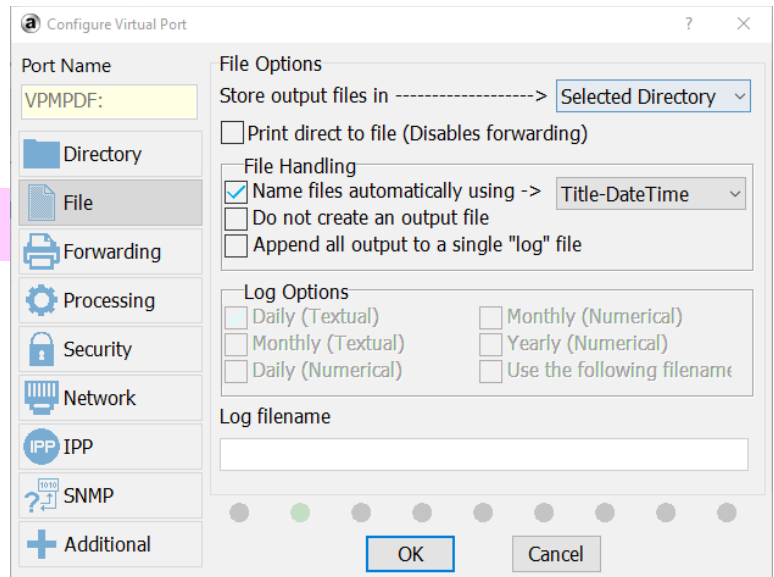 a Configure Virtual Port ? ×
Port Name
VPMPDF:
Directory
File
Forwarding
Processing
Security
Network
IPP IPP
1010 ? SNMP
Additional
File Options
Store output files in ------------------> Selected Directory
Print direct to file (Disables forwarding)
File Handling
Name files automatically using -> Title-DateTime
Do not create an output file
Append all output to a single "log" file
Log Options
Daily (Textual) Monthly (Numerical)
Monthly (Textual) Yearly (Numerical)
Daily (Numerical) Use the following filename
Log filename
OK Cancel